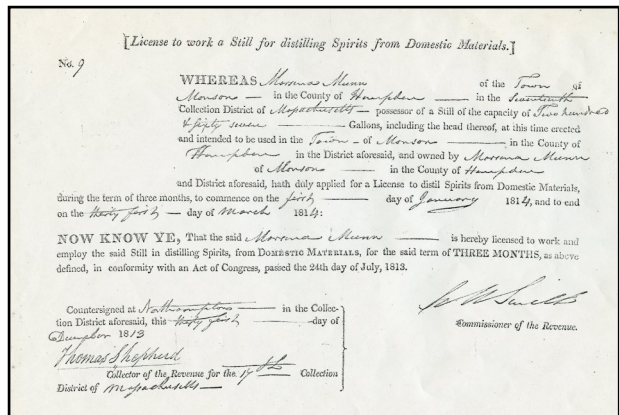 [License to work a Still for distilling Spirits from Domestic Materials.]
No. 9
WHEREAS Munn of the Town of
Monson in the County of Hampden in the Seventeenth
Collection District of Massachusetts possessor of a Still of the capacity of Two hundred
& sixty seven Gallons, including the head thereof, at this time erected
and intended to be used in the Town of Monson in the County of
Hampden in the District aforesaid, and owned by Munn
of Monson in the County of Hampden
and District aforesaid, hath duly applied for a License to distil Spirits from Domestic Materials,
during the term of three months, to commence on the first day of January 1814, and to end
on the thirty first day of March 1814:
NOW KNOW YE, That the said Munn is hereby licensed to work and
employ the said Still in distilling Spirits, from DOMESTIC MATERIALS, for the said term of THREE MONTHS, as above
defined, in conformity with an Act of Congress, passed the 24th day of July, 1813.
Countersigned at Northampton in the Collec-
tion District aforesaid, this thirty first day of
December 1813
Thomas Shepherd
Collector of the Revenue for the 17th Collection
District of Massachusetts
Smith
Commissioner of the Revenue.